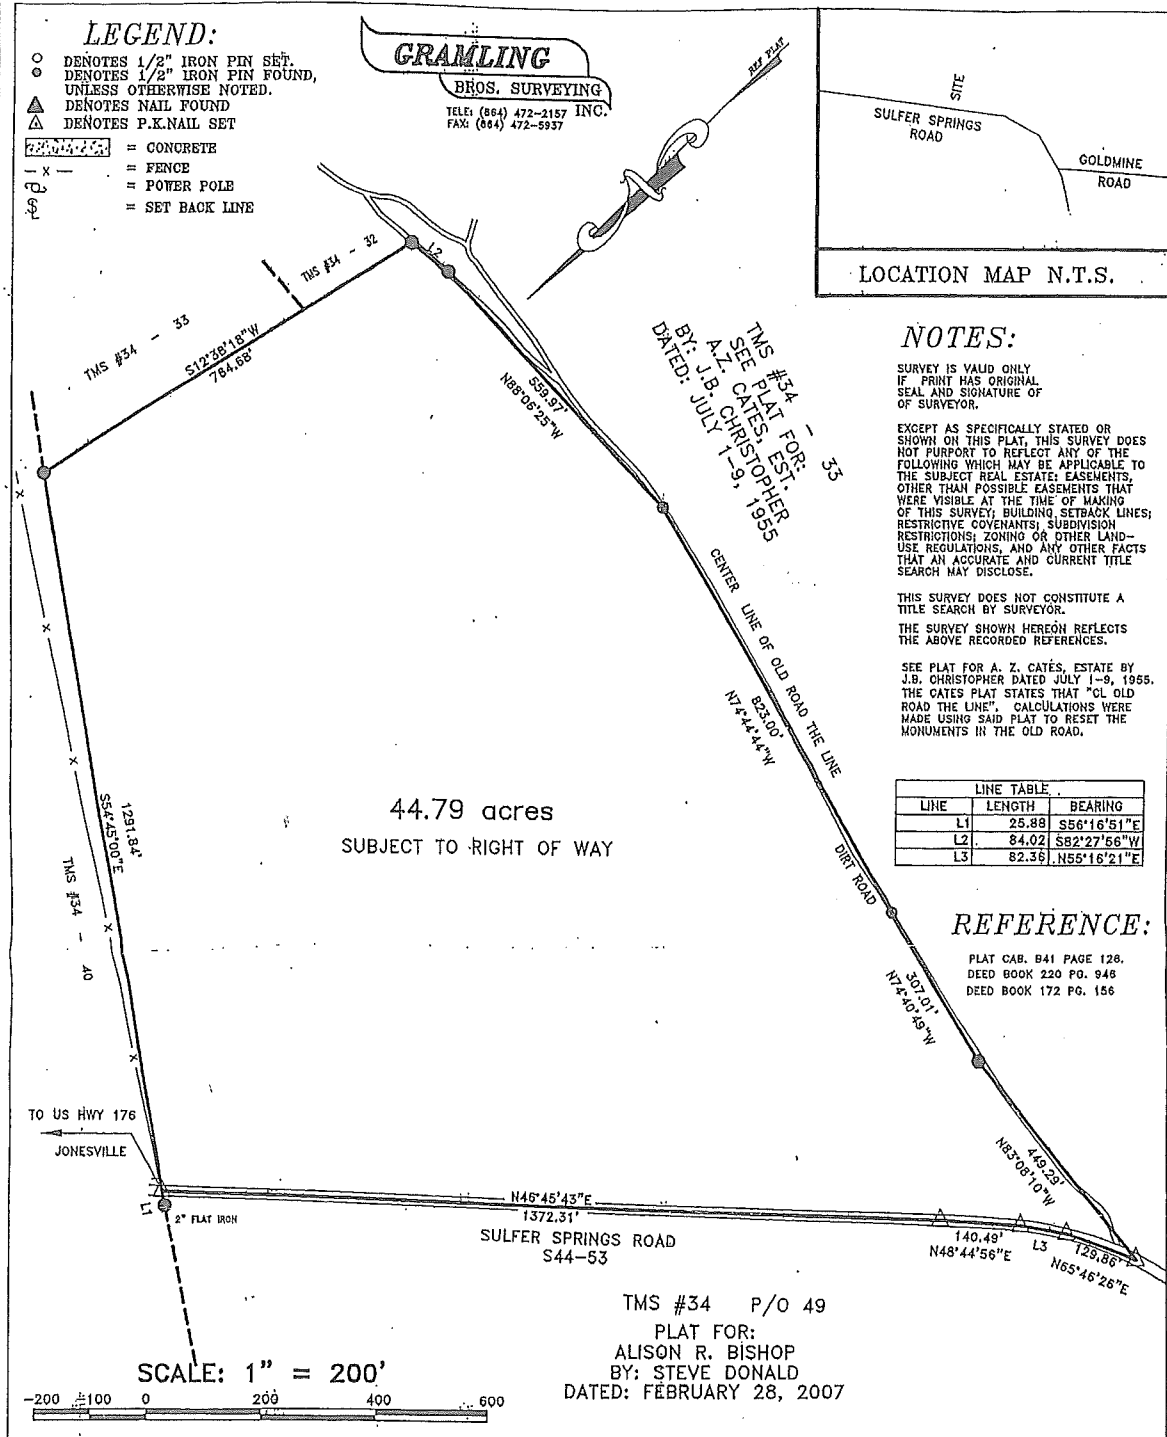 LEGEND:
DENOTES 1/2" IRON PIN SET.
DENOTES 1/2" IRON PIN FOUND,
UNLESS OTHERWISE NOTED.
DENOTES NAIL FOUND
DENOTES P.K.NAIL SET
= CONCRETE
— x — = FENCE
= POWER POLE
= SET BACK LINE
GRAMLING
BROS. SURVEYING
INC.
TELE: (864) 472-2157
FAX: (864) 472-5937
REF PLAT
N
SITE
SULFER SPRINGS
ROAD
GOLDMINE
ROAD
LOCATION MAP N.T.S.
NOTES:
SURVEY IS VALID ONLY
IF PRINT HAS ORIGINAL
SEAL AND SIGNATURE OF
OF SURVEYOR.
EXCEPT AS SPECIFICALLY STATED OR
SHOWN ON THIS PLAT, THIS SURVEY DOES
NOT PURPORT TO REFLECT ANY OF THE
FOLLOWING WHICH MAY BE APPLICABLE TO
THE SUBJECT REAL ESTATE: EASEMENTS,
OTHER THAN POSSIBLE EASEMENTS THAT
WERE VISIBLE AT THE TIME OF MAKING
OF THIS SURVEY; BUILDING SETBACK LINES;
RESTRICTIVE COVENANTS; SUBDIVISION
RESTRICTIONS; ZONING OR OTHER LAND-
USE REGULATIONS, AND ANY OTHER FACTS
THAT AN ACCURATE AND CURRENT TITLE
SEARCH MAY DISCLOSE.
THIS SURVEY DOES NOT CONSTITUTE A
TITLE SEARCH BY SURVEYOR.
THE SURVEY SHOWN HEREON REFLECTS
THE ABOVE RECORDED REFERENCES.
SEE PLAT FOR A. Z. CATES, ESTATE BY
J.B. CHRISTOPHER DATED JULY 1-9, 1955.
THE CATES PLAT STATES THAT "CL OLD
ROAD THE LINE". CALCULATIONS WERE
MADE USING SAID PLAT TO RESET THE
MONUMENTS IN THE OLD ROAD.
LINE TABLE
LINE LENGTH BEARING
L1 25.88 S56°16'51"E
L2 84.02 S82°27'56"W
L3 82.36 N55°16'21"E
REFERENCE:
PLAT CAB. B41 PAGE 126.
DEED BOOK 220 PG. 946
DEED BOOK 172 PG. 156
TMS #34 - 32
L2
TMS #34 - 33
S12°38'18"W
764.68'
559.97'
N88°06'25"W
TMS #34 - 33
SEE PLAT FOR:
A.Z. CATES, EST.
BY: J.B. CHRISTOPHER
DATED: JULY 1-9, 1955
CENTER LINE OF OLD ROAD THE LINE
823.00'
N74°44'44"W
DIRT ROAD
307.01'
N74°40'49"W
449.29'
N83°08'10"W
44.79 acres
SUBJECT TO RIGHT OF WAY
1291.84'
S54°45'00"E
TMS #34 - 40
TO US HWY 176
JONESVILLE
L1
2" FLAT IRON
N46°45'43"E
1372.31'
SULFER SPRINGS ROAD
S44-53
140.49'
N48°44'56"E
L3
129.86'
N65°46'26"E
TMS #34 P/O 49
PLAT FOR:
ALISON R. BISHOP
BY: STEVE DONALD
DATED: FEBRUARY 28, 2007
SCALE: 1" = 200'
-200 -100 0 200 400 600